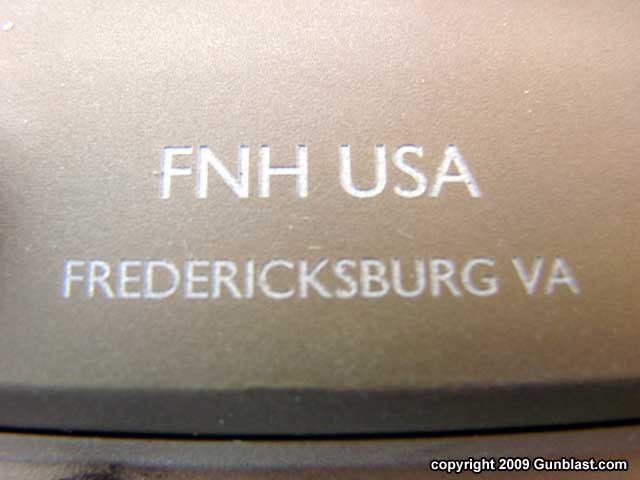 FNH USA
FREDERICKSBURG VA
copyright 2009 Gunblast.com